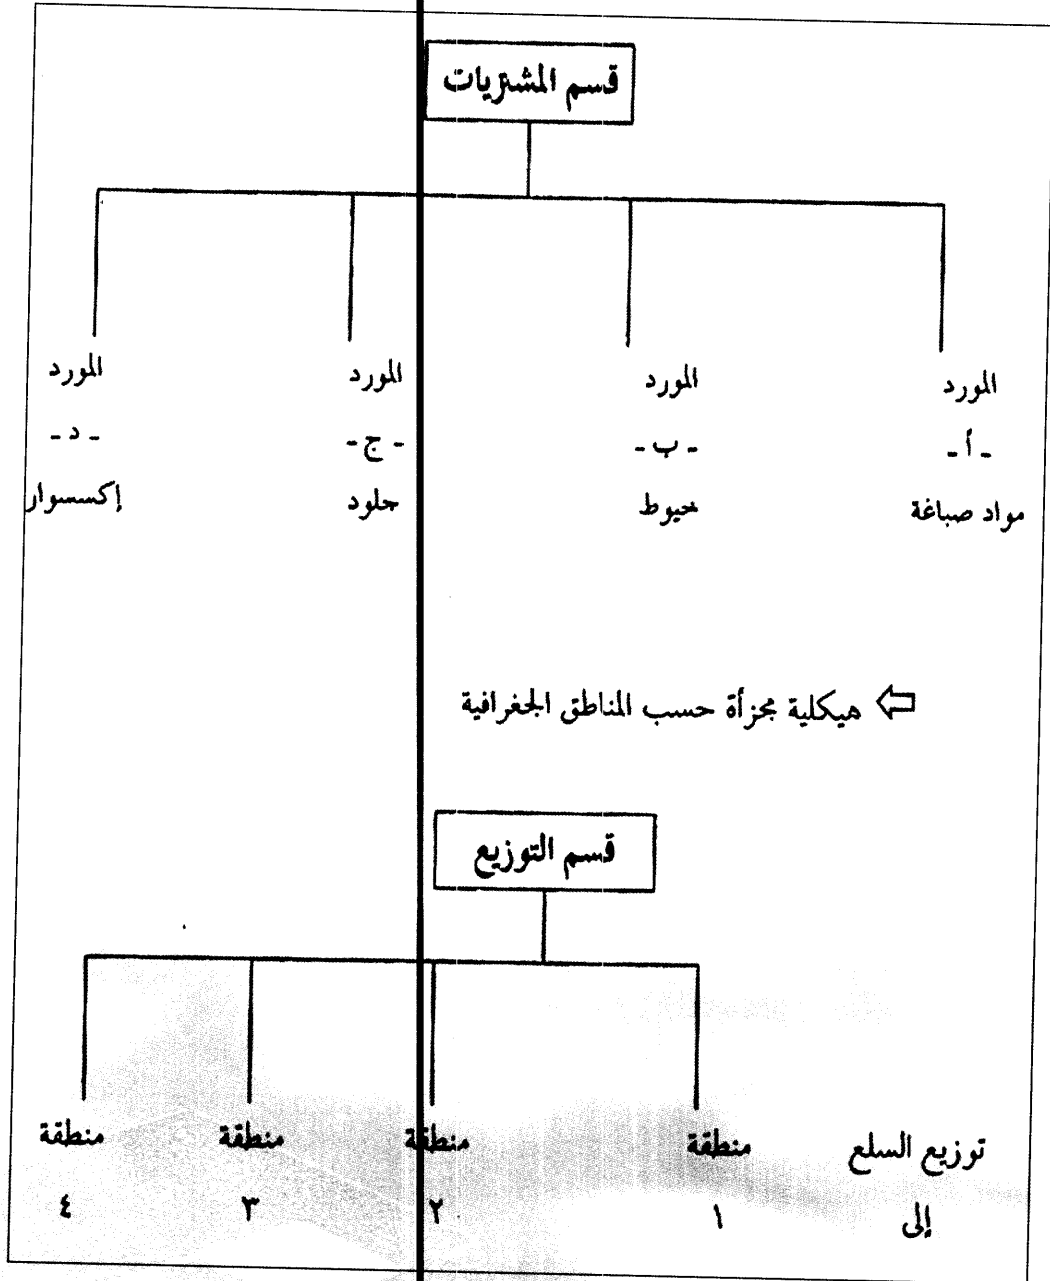 قسم المشتريات
المورد المورد المورد المورد
- أ - - ب - - ج - - د -
مواد صباغة خيوط جلود إكسسوار
هيكلية مجزأة حسب المناطق الجغرافية
قسم التوزيع
توزيع السلع منطقة منطقة منطقة منطقة
إلى ١ ٢ ٣ ٤